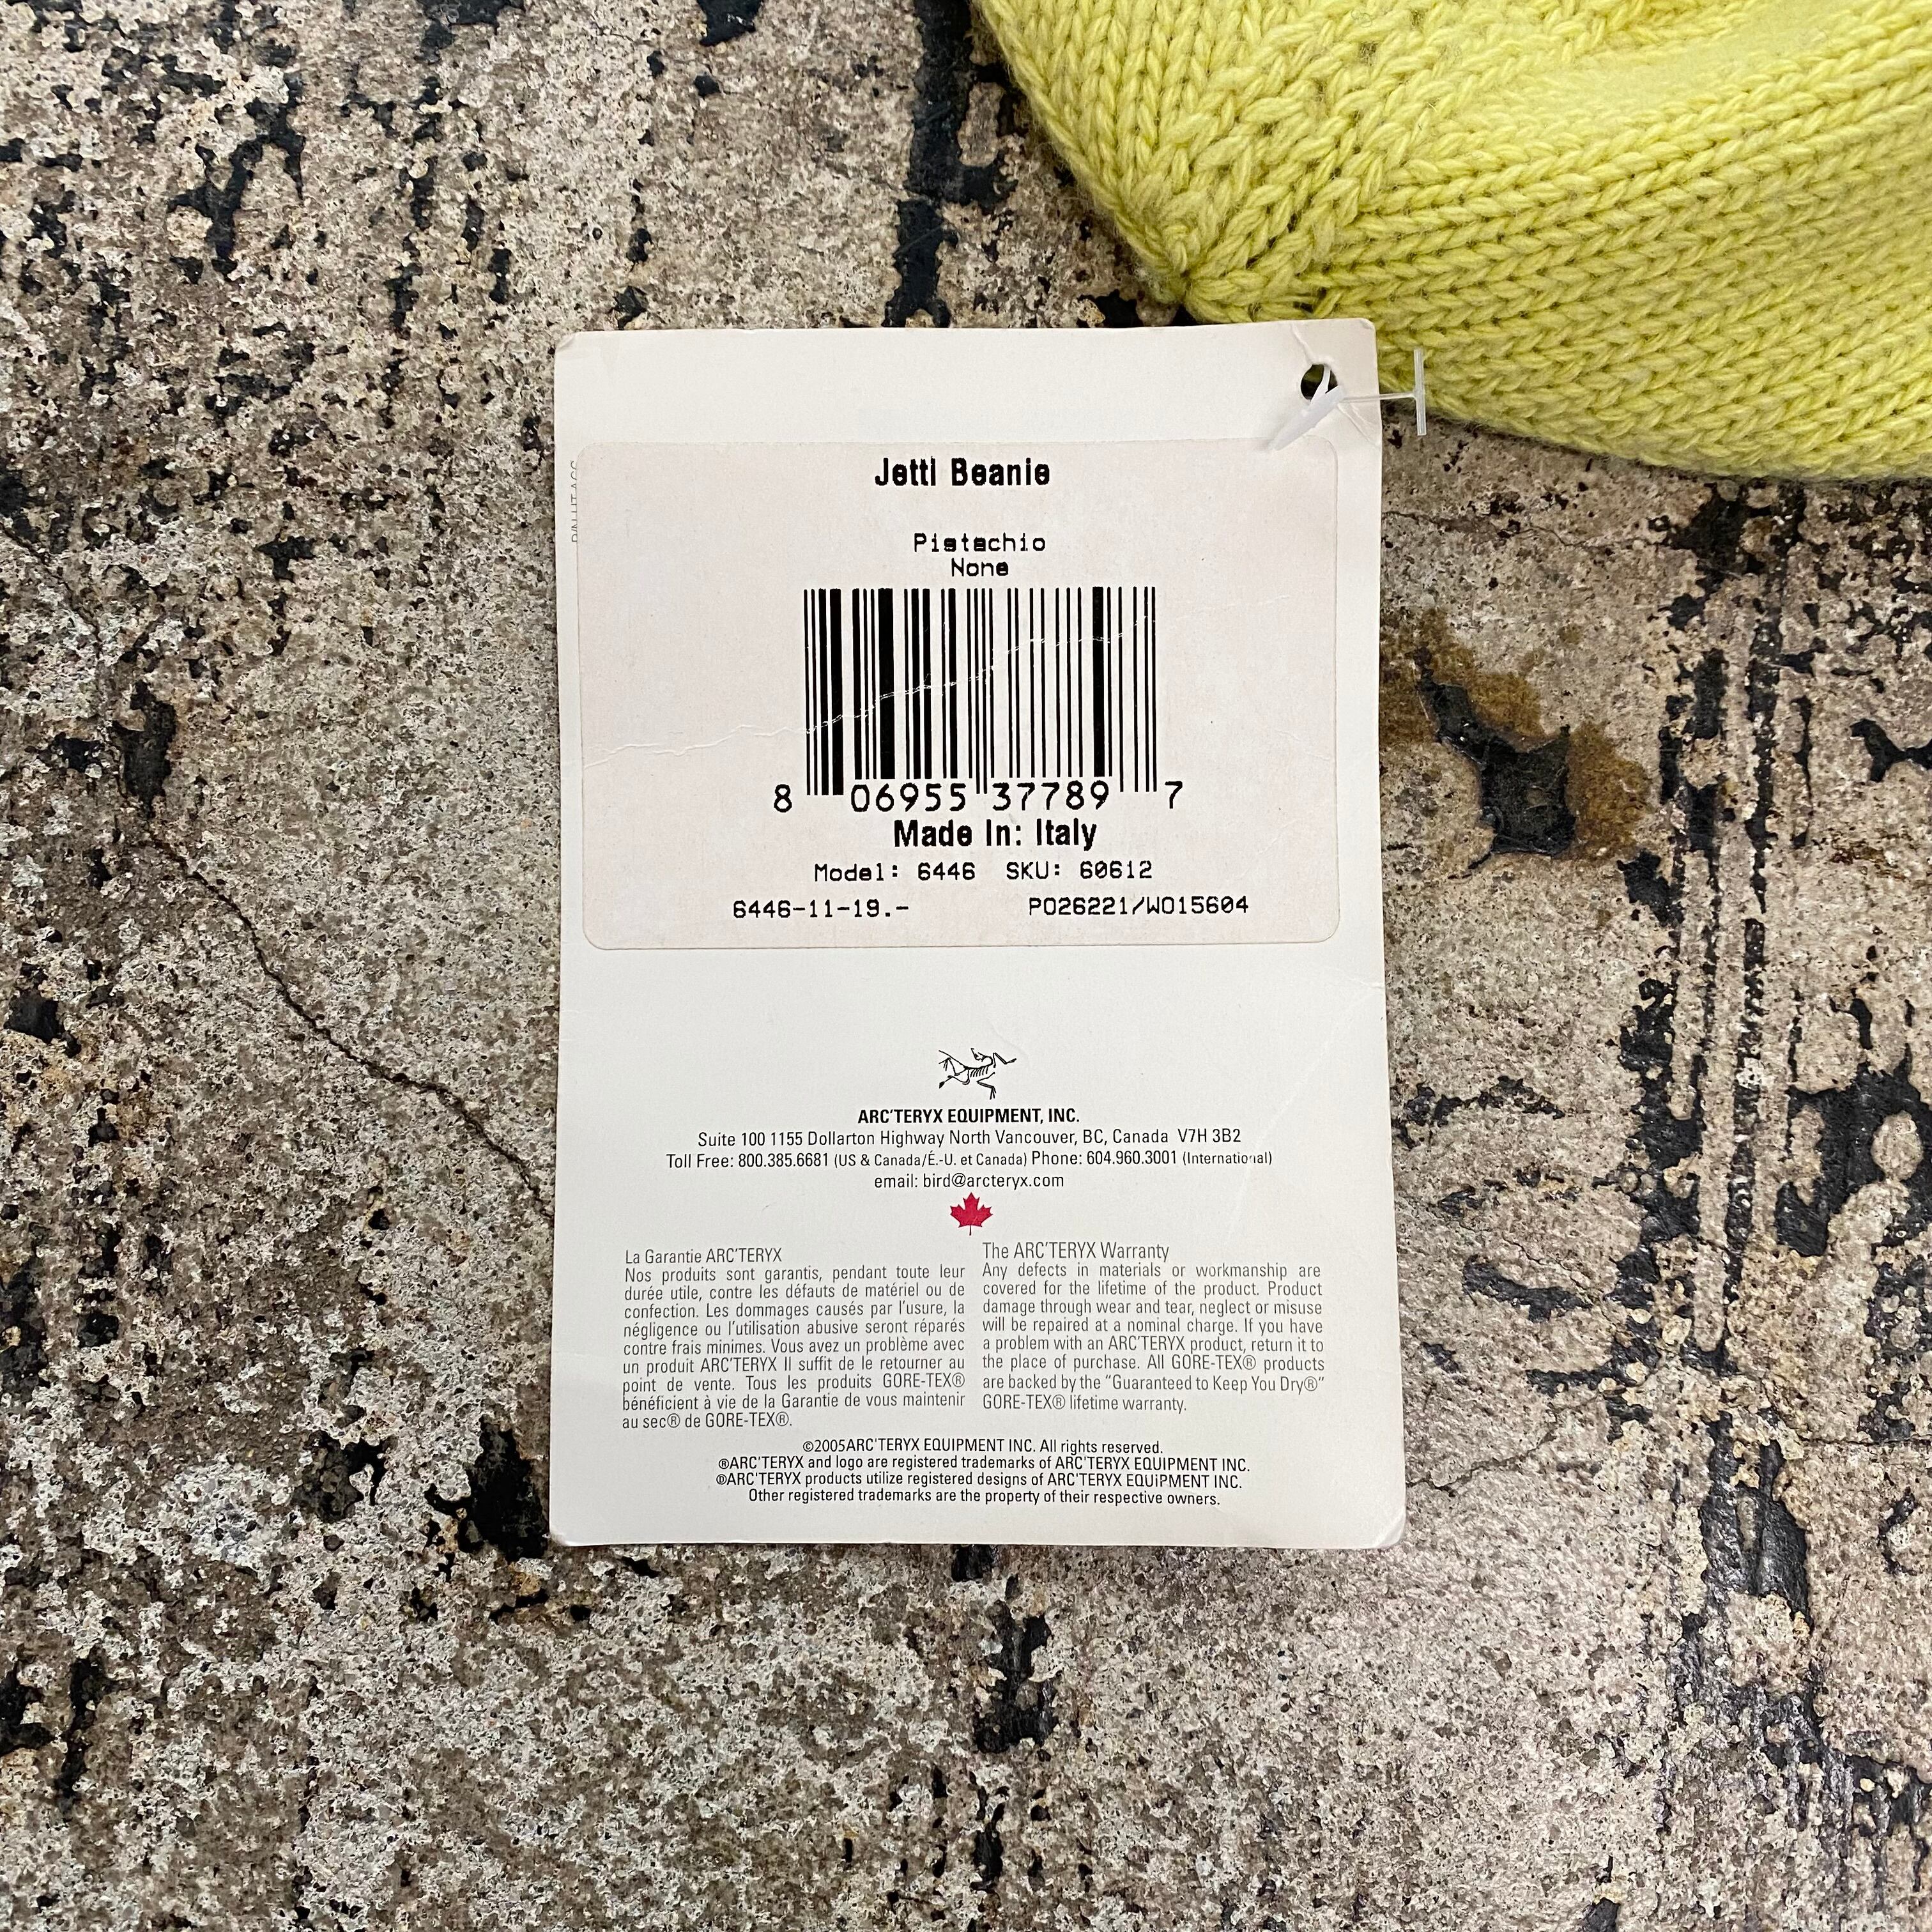 Jetti Beanie
Pistachio
None
8 06955 37789 7
Made In: Italy
Model: 6446 SKU: 60612
6446-11-19.- PO26221/WO15604
ARC'TERYX EQUIPMENT, INC.
Suite 100 1155 Dollarton Highway North Vancouver, BC, Canada V7H 3B2
Toll Free: 800.385.6681 (US & Canada/É.-U. et Canada) Phone: 604.960.3001 (International)
email: bird@arcteryx.com
La Garantie ARC'TERYX
Nos produits sont garantis, pendant toute leur
durée utile, contre les défauts de matériel ou de
confection. Les dommages causés par l'usure, la
négligence ou l'utilisation abusive seront réparés
contre frais minimes. Vous avez un problème avec
un produit ARC'TERYX Il suffit de le retourner au
point de vente. Tous les produits GORE-TEX®
bénéficient à vie de la Garantie de vous maintenir
au sec® de GORE-TEX®.
The ARC'TERYX Warranty
Any defects in materials or workmanship are
covered for the lifetime of the product. Product
damage through wear and tear, neglect or misuse
will be repaired at a nominal charge. If you have
a problem with an ARC'TERYX product, return it to
the place of purchase. All GORE-TEX® products
are backed by the "Guaranteed to Keep You Dry®"
GORE-TEX® lifetime warranty.
©2005ARC'TERYX EQUIPMENT INC. All rights reserved.
®ARC'TERYX and logo are registered trademarks of ARC'TERYX EQUIPMENT INC.
®ARC'TERYX products utilize registered designs of ARC'TERYX EQUiPMENT INC.
Other registered trademarks are the property of their respective owners.